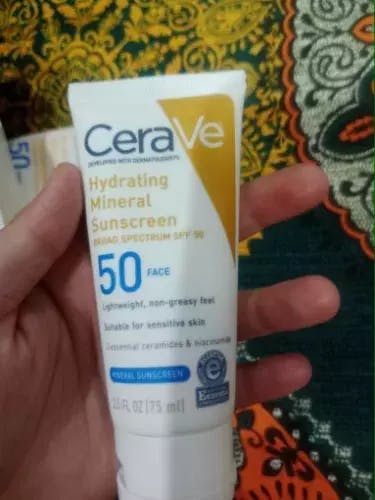 CeraVe
DEVELOPED WITH DERMATOLOGISTS
Hydrating
Mineral
Sunscreen
BROAD SPECTRUM SPF 50
50 FACE
Lightweight, non-greasy feel
Suitable for sensitive skin
essential ceramides & niacinamide
MINERAL SUNSCREEN
FL OZ (75 ml)
50